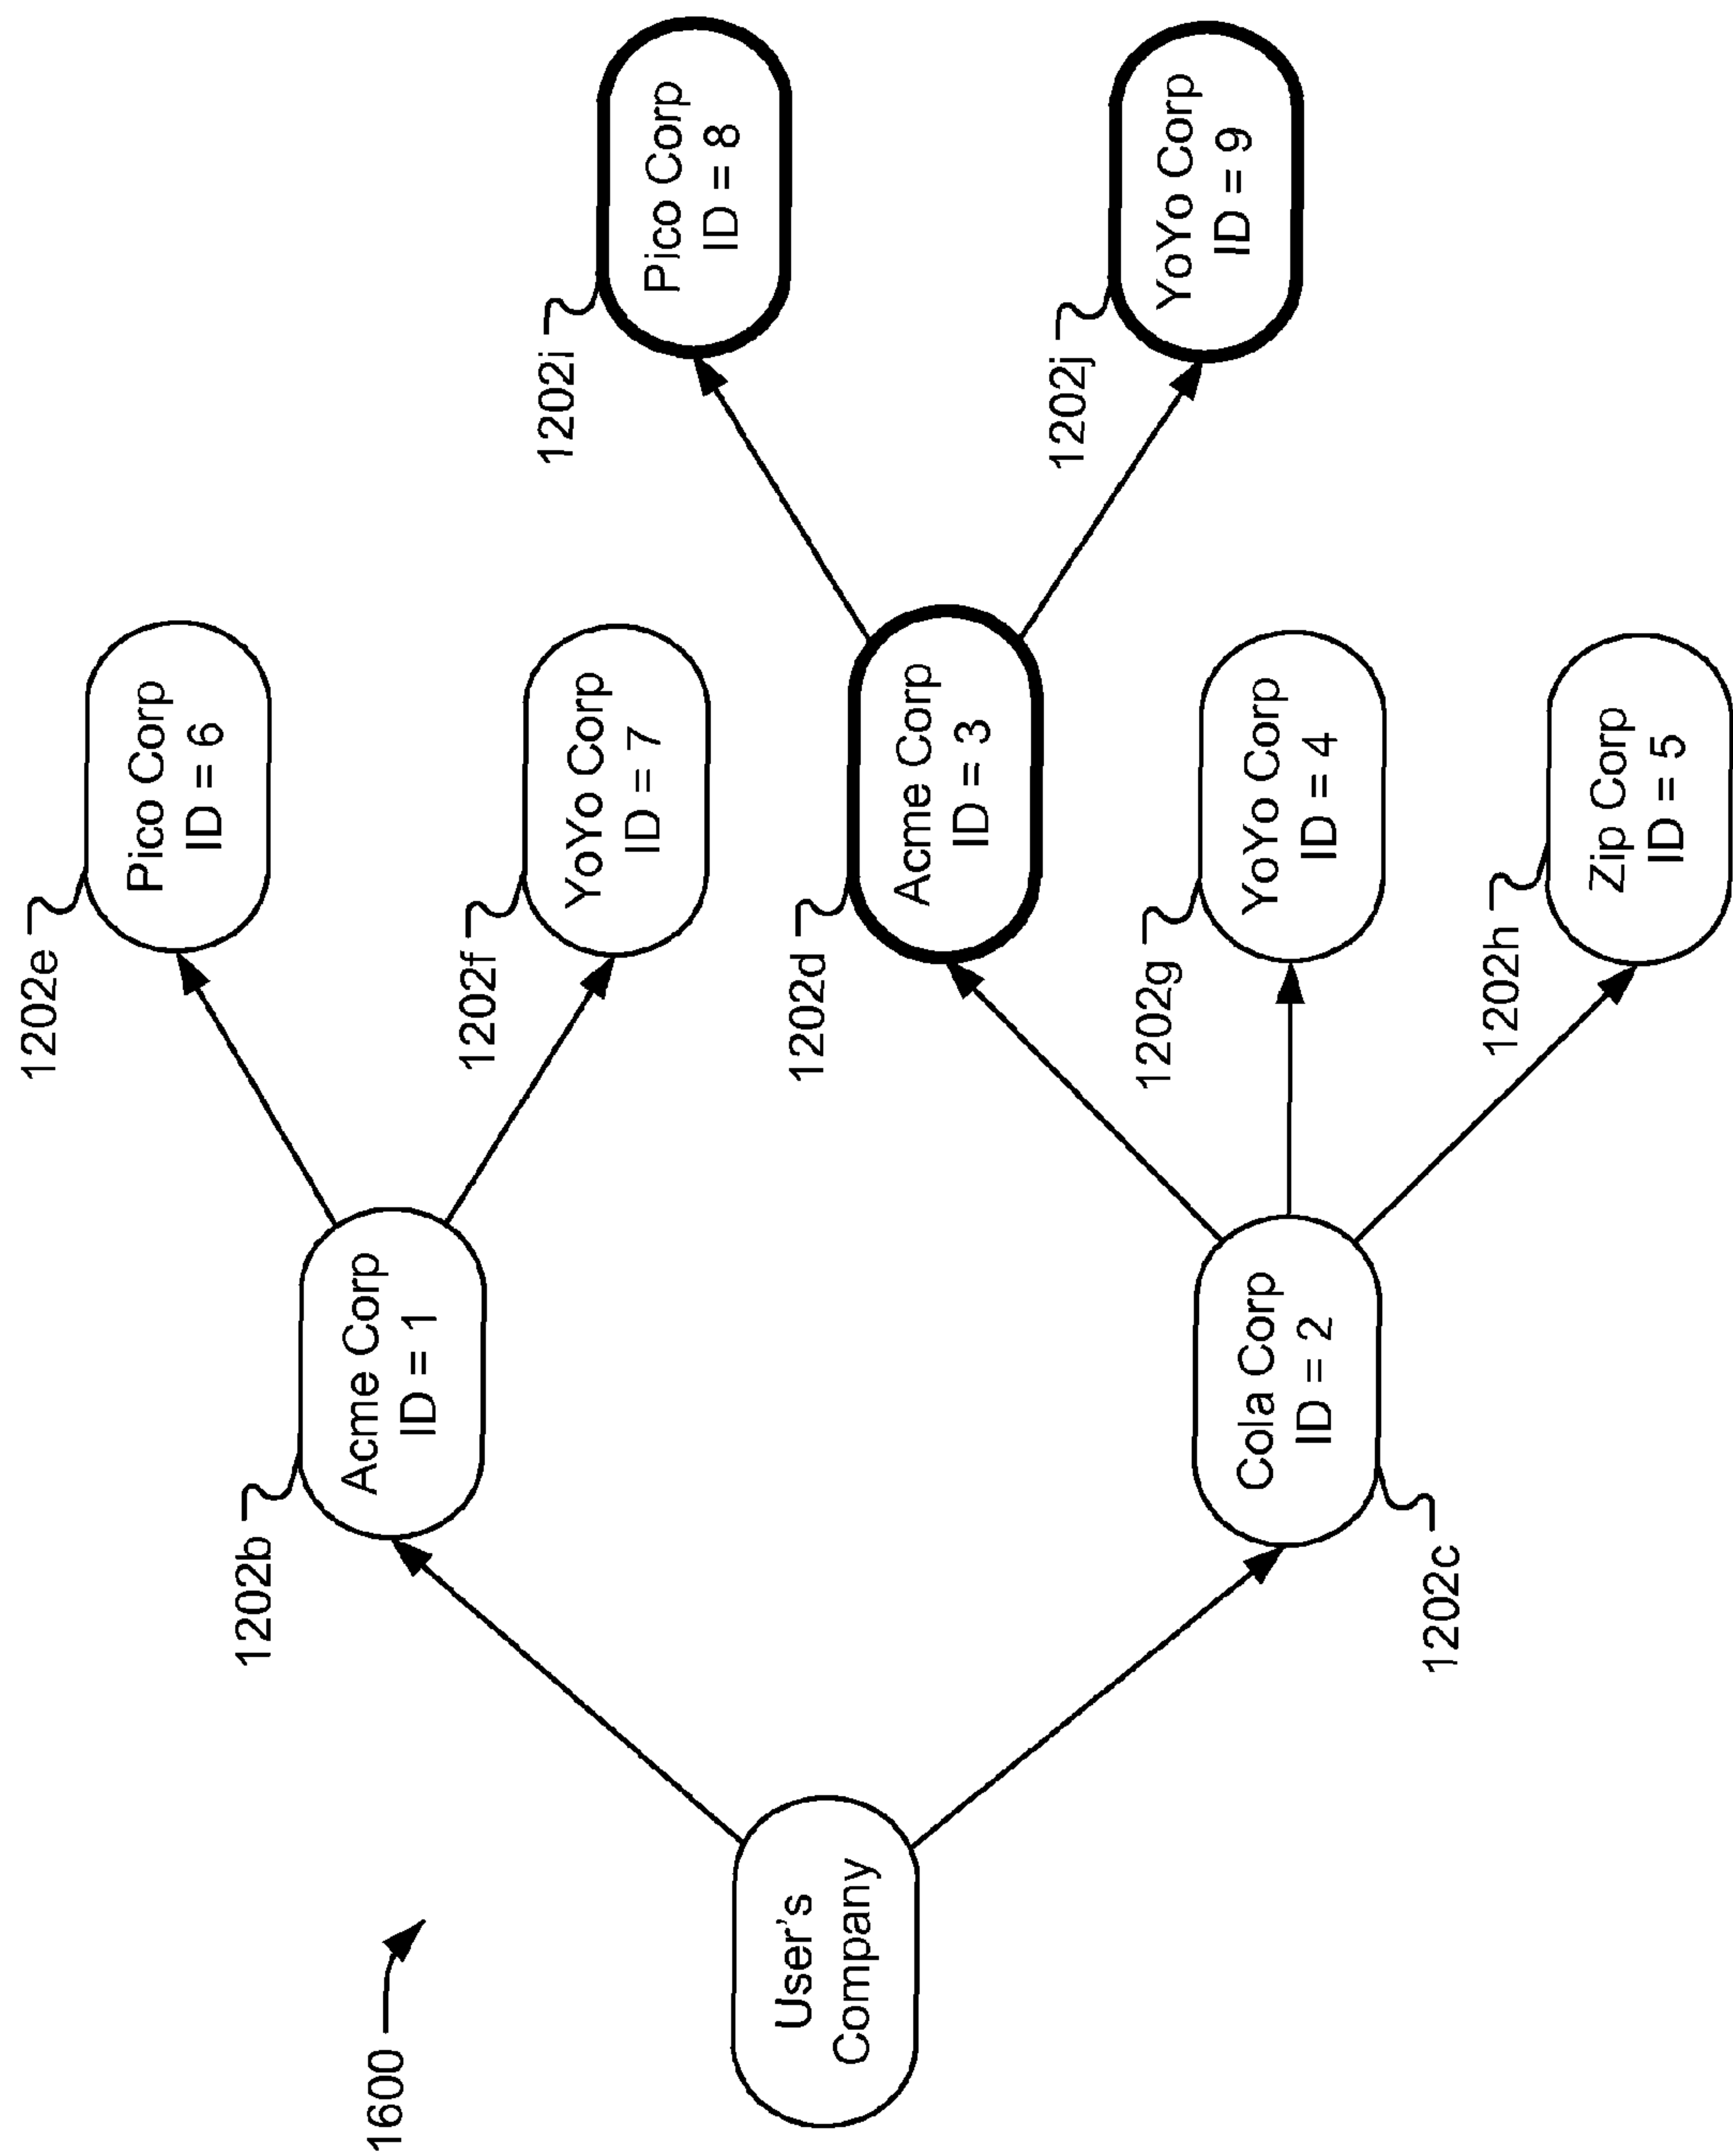 1600
User's
Company
1202b
Acme Corp
ID = 1
1202c
Cola Corp
ID = 2
1202e
Pico Corp
ID = 6
1202f
YoYo Corp
ID = 7
1202d
Acme Corp
ID = 3
1202g
YoYo Corp
ID = 4
1202h
Zip Corp
ID = 5
1202i
Pico Corp
ID = 8
1202j
YoYo Corp
ID = 9